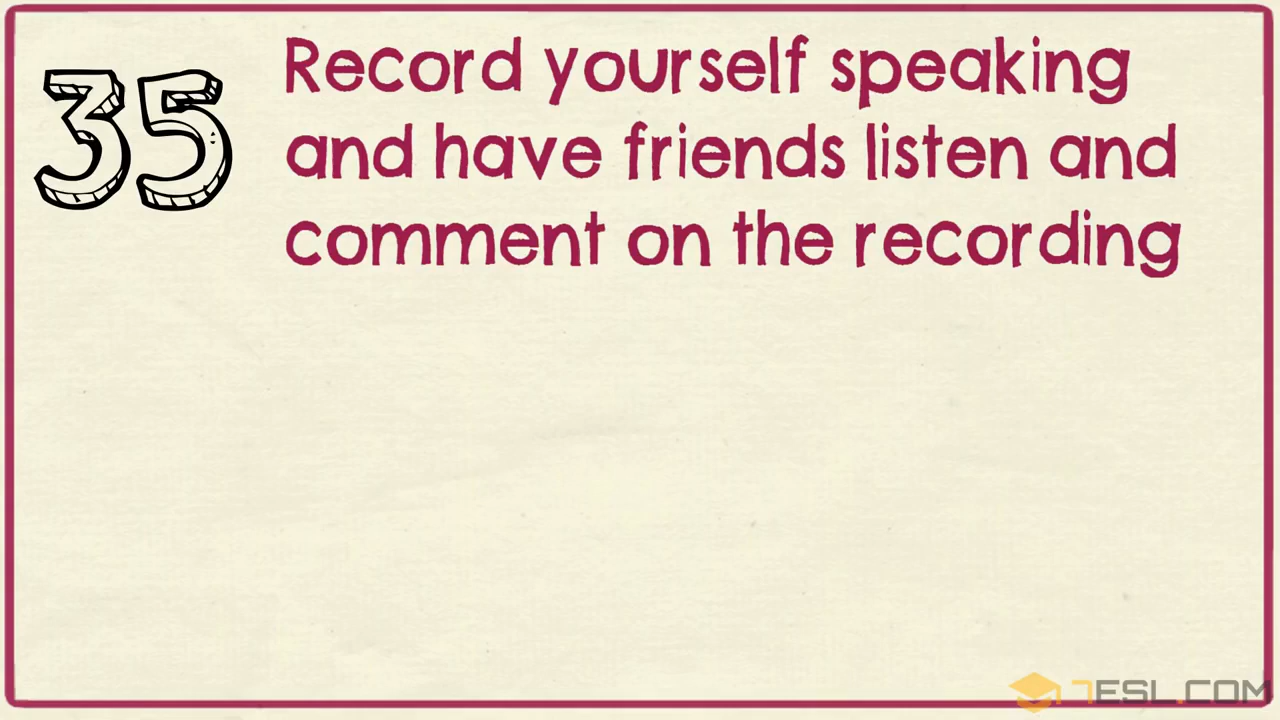 35
Record yourself speaking
and have friends listen and
comment on the recording
7ESL.COM